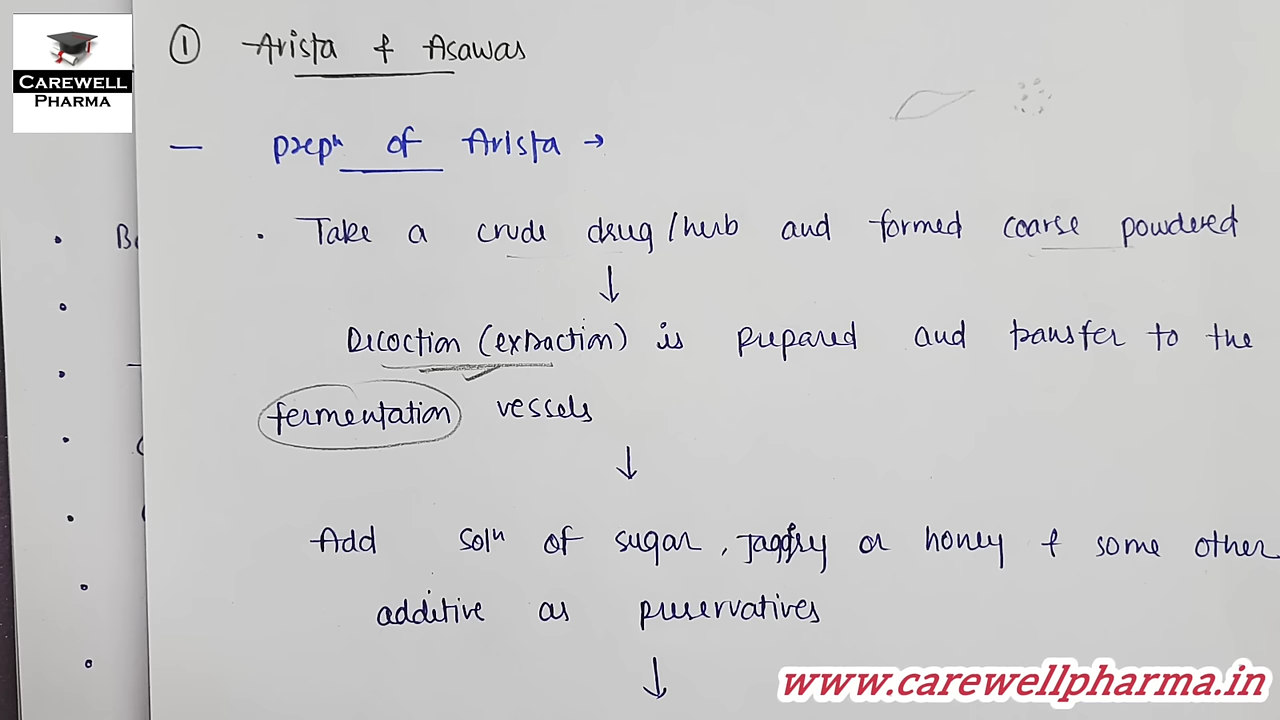 CAREWELL
PHARMA
① Arista & Asawas
— prepⁿ of Arista →
• Take a crude drug/herb and formed coarse powdered
↓
Decoction (extraction) is prepared and transfer to the
fermentation vessels
↓
Add solⁿ of sugar, Jaggry or honey & some other
additive as preservatives
↓
www.carewellpharma.in